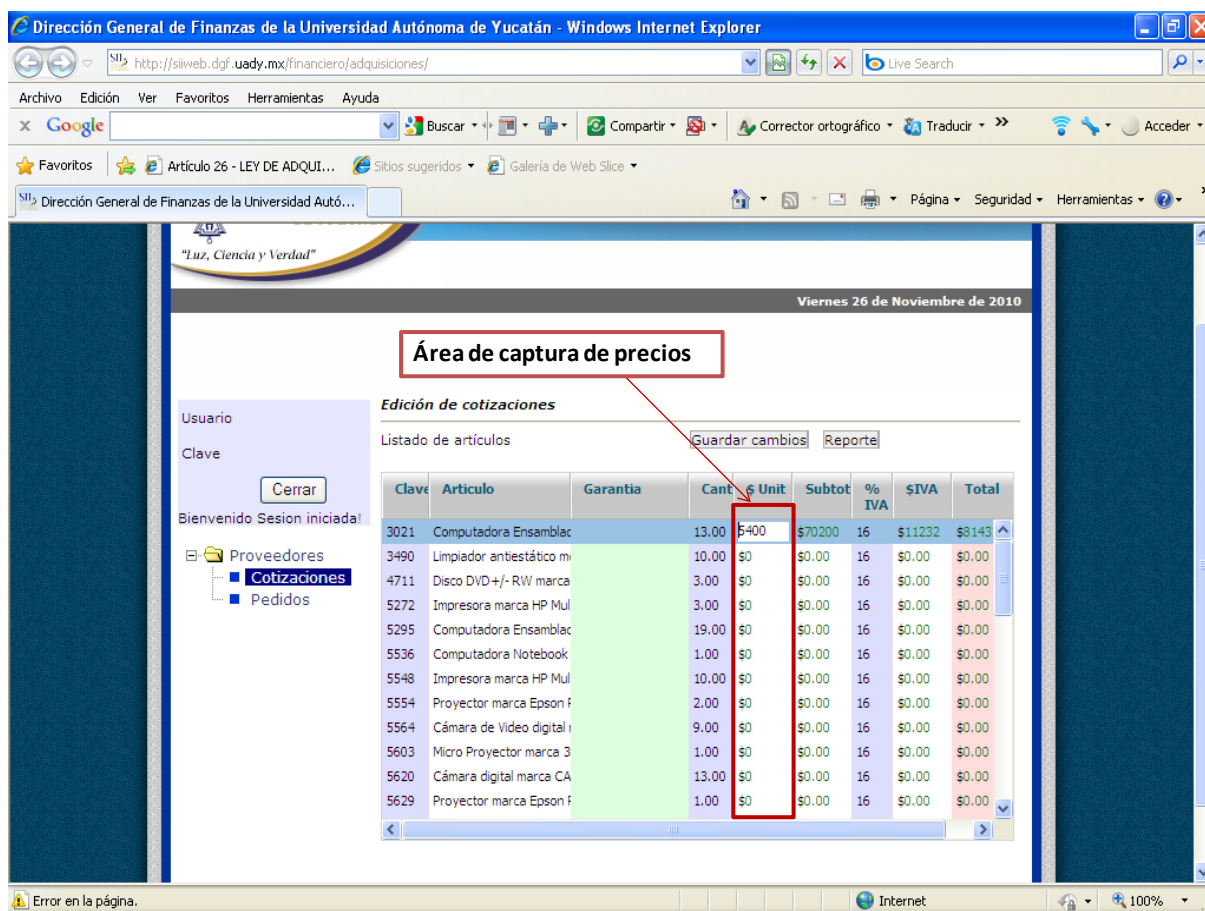 Dirección General de Finanzas de la Universidad Autónoma de Yucatán - Windows Internet Explorer
http://siiweb.dgf.uady.mx/financiero/adquisiciones/ Live Search
Archivo Edición Ver Favoritos Herramientas Ayuda
x Google Buscar Compartir Corrector ortográfico Traducir Acceder
Favoritos Artículo 26 - LEY DE ADQUI... Sitios sugeridos Galería de Web Slice
Dirección General de Finanzas de la Universidad Autó... Página Seguridad Herramientas
"Luz, Ciencia y Verdad"
Viernes 26 de Noviembre de 2010
Área de captura de precios
Edición de cotizaciones
Usuario
Listado de artículos Guardar cambios Reporte
Clave
Cerrar
Bienvenido Sesion iniciada!
Proveedores
Cotizaciones
Pedidos
Clave Articulo Garantia Cant $ Unit Subtot % IVA $IVA Total
3021 Computadora Ensamblac 13.00 5400 $70200 16 $11232 $8143
3490 Limpiador antiestático m 10.00 $0 $0.00 16 $0.00 $0.00
4711 Disco DVD+/- RW marca 3.00 $0 $0.00 16 $0.00 $0.00
5272 Impresora marca HP Mul 3.00 $0 $0.00 16 $0.00 $0.00
5295 Computadora Ensamblac 19.00 $0 $0.00 16 $0.00 $0.00
5536 Computadora Notebook 1.00 $0 $0.00 16 $0.00 $0.00
5548 Impresora marca HP Mul 10.00 $0 $0.00 16 $0.00 $0.00
5554 Proyector marca Epson P 2.00 $0 $0.00 16 $0.00 $0.00
5564 Cámara de Video digital 9.00 $0 $0.00 16 $0.00 $0.00
5603 Micro Proyector marca 3 1.00 $0 $0.00 16 $0.00 $0.00
5620 Cámara digital marca CA 13.00 $0 $0.00 16 $0.00 $0.00
5629 Proyector marca Epson P 1.00 $0 $0.00 16 $0.00 $0.00
Error en la página. Internet 100%